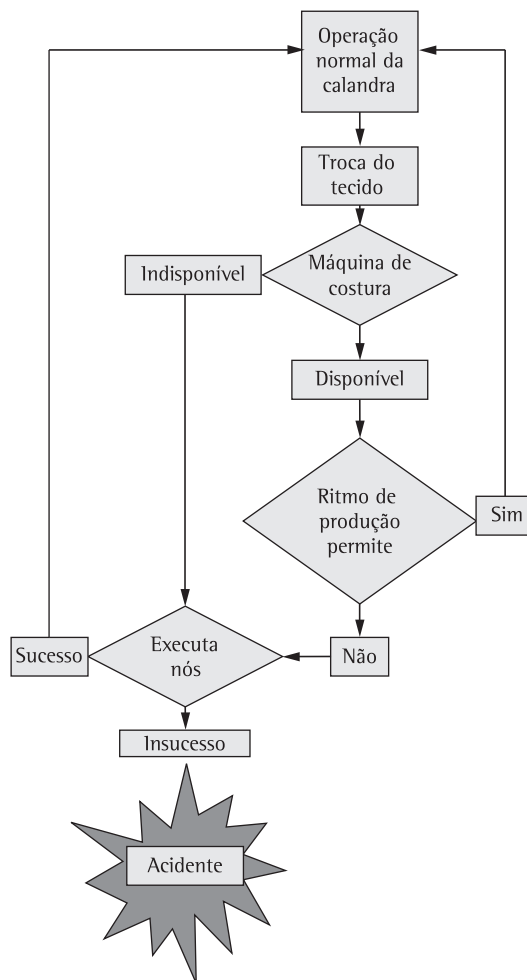 Operação
normal da
calandra
Troca do
tecido
Indisponível
Máquina de
costura
Disponível
Ritmo de
produção
permite
Sim
Sucesso
Executa
nós
Não
Insucesso
Acidente